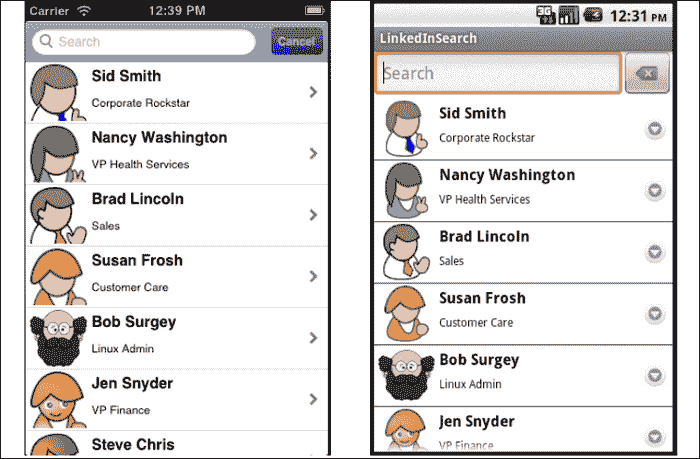 Carrier 12:39 PM
Search Cancel
Sid Smith
Corporate Rockstar
Nancy Washington
VP Health Services
Brad Lincoln
Sales
Susan Frosh
Customer Care
Bob Surgey
Linux Admin
Jen Snyder
VP Finance
Steve Chris
3G 12:31 PM
LinkedInSearch
Search
Sid Smith
Corporate Rockstar
Nancy Washington
VP Health Services
Brad Lincoln
Sales
Susan Frosh
Customer Care
Bob Surgey
Linux Admin
Jen Snyder
VP Finance